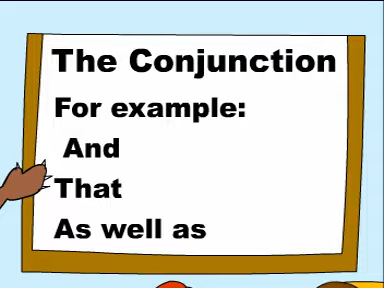 The Conjunction
For example:
And
That
As well as